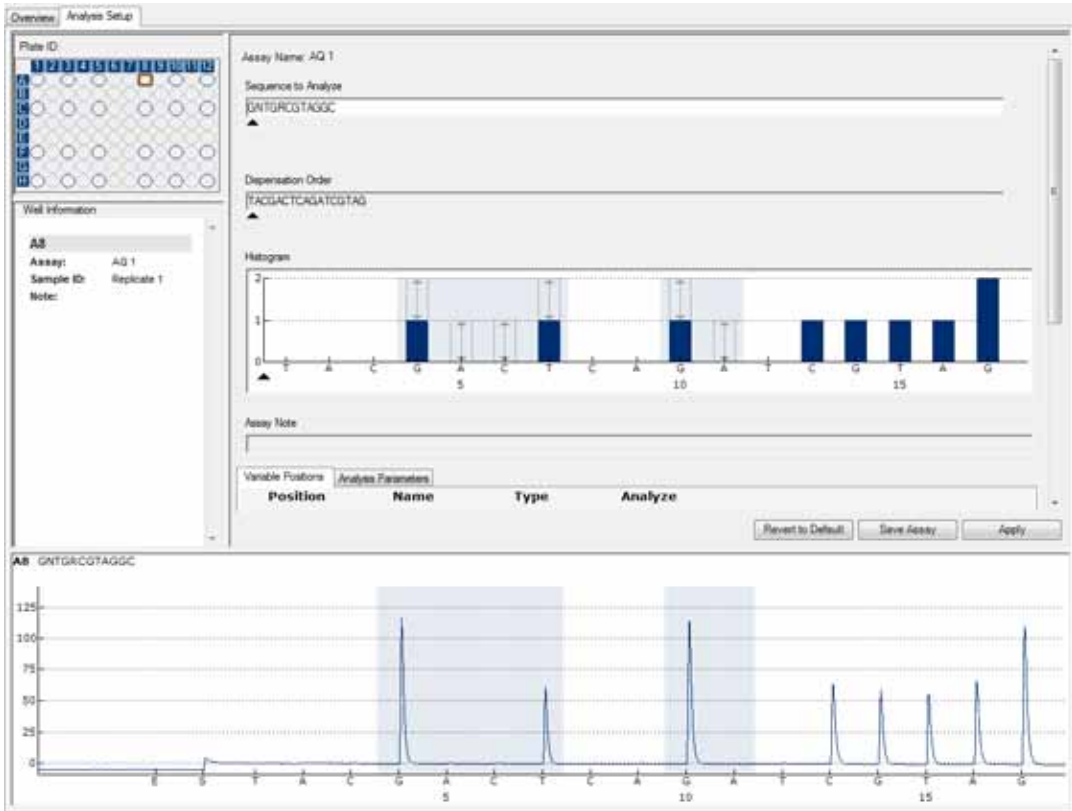 Overview Analysis Setup
Plate ID
1 2 3 4 5 6 7 8 9 10 11 12
A
B
C
D
E
F
G
H
Well Information
A8
Assay: AQ 1
Sample ID: Replicate 1
Note:
Assay Name: AQ 1
Sequence to Analyze
GNTGRCGTAGGC
Dispensation Order
TACGACTCAGATCGTAG
Histogram
2
1
0
T A C G A C T C A G A T C G T A G
5 10 15
Assay Note
Variable Positions Analysis Parameters
Position Name Type Analyze
Revert to Default Save Assay Apply
A8 GNTGRCGTAGGC
125
100
75
50
25
0
E S T A C G A C T C A G A T C G T A G
5 10 15